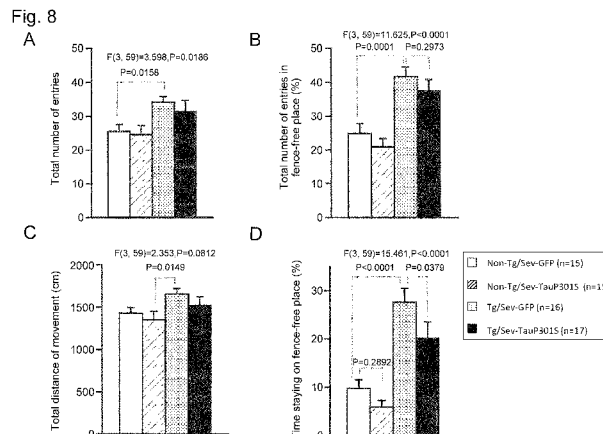 Fig. 8
A
F(3, 59)=3.598,P=0.0186
P=0.0158
Total number of entries
40
30
20
10
0
B
F(3, 59)=11.625,P<0.0001
P=0.0001
P=0.2973
Total number of entries in
fence-free place (%)
50
40
30
20
10
0
C
F(3, 59)=2.353,P=0.0812
P=0.0149
Total distance of movement (cm)
2000
1500
1000
500
0
D
F(3, 59)=15.461,P<0.0001
P<0.0001
P=0.0379
P=0.2892
Time staying on fence-free place (%)
30
20
10
0
Non-Tg/Sev-GFP (n=15)
Non-Tg/Sev-TauP301S (n=15
Tg/Sev-GFP (n=16)
Tg/Sev-TauP301S (n=17)